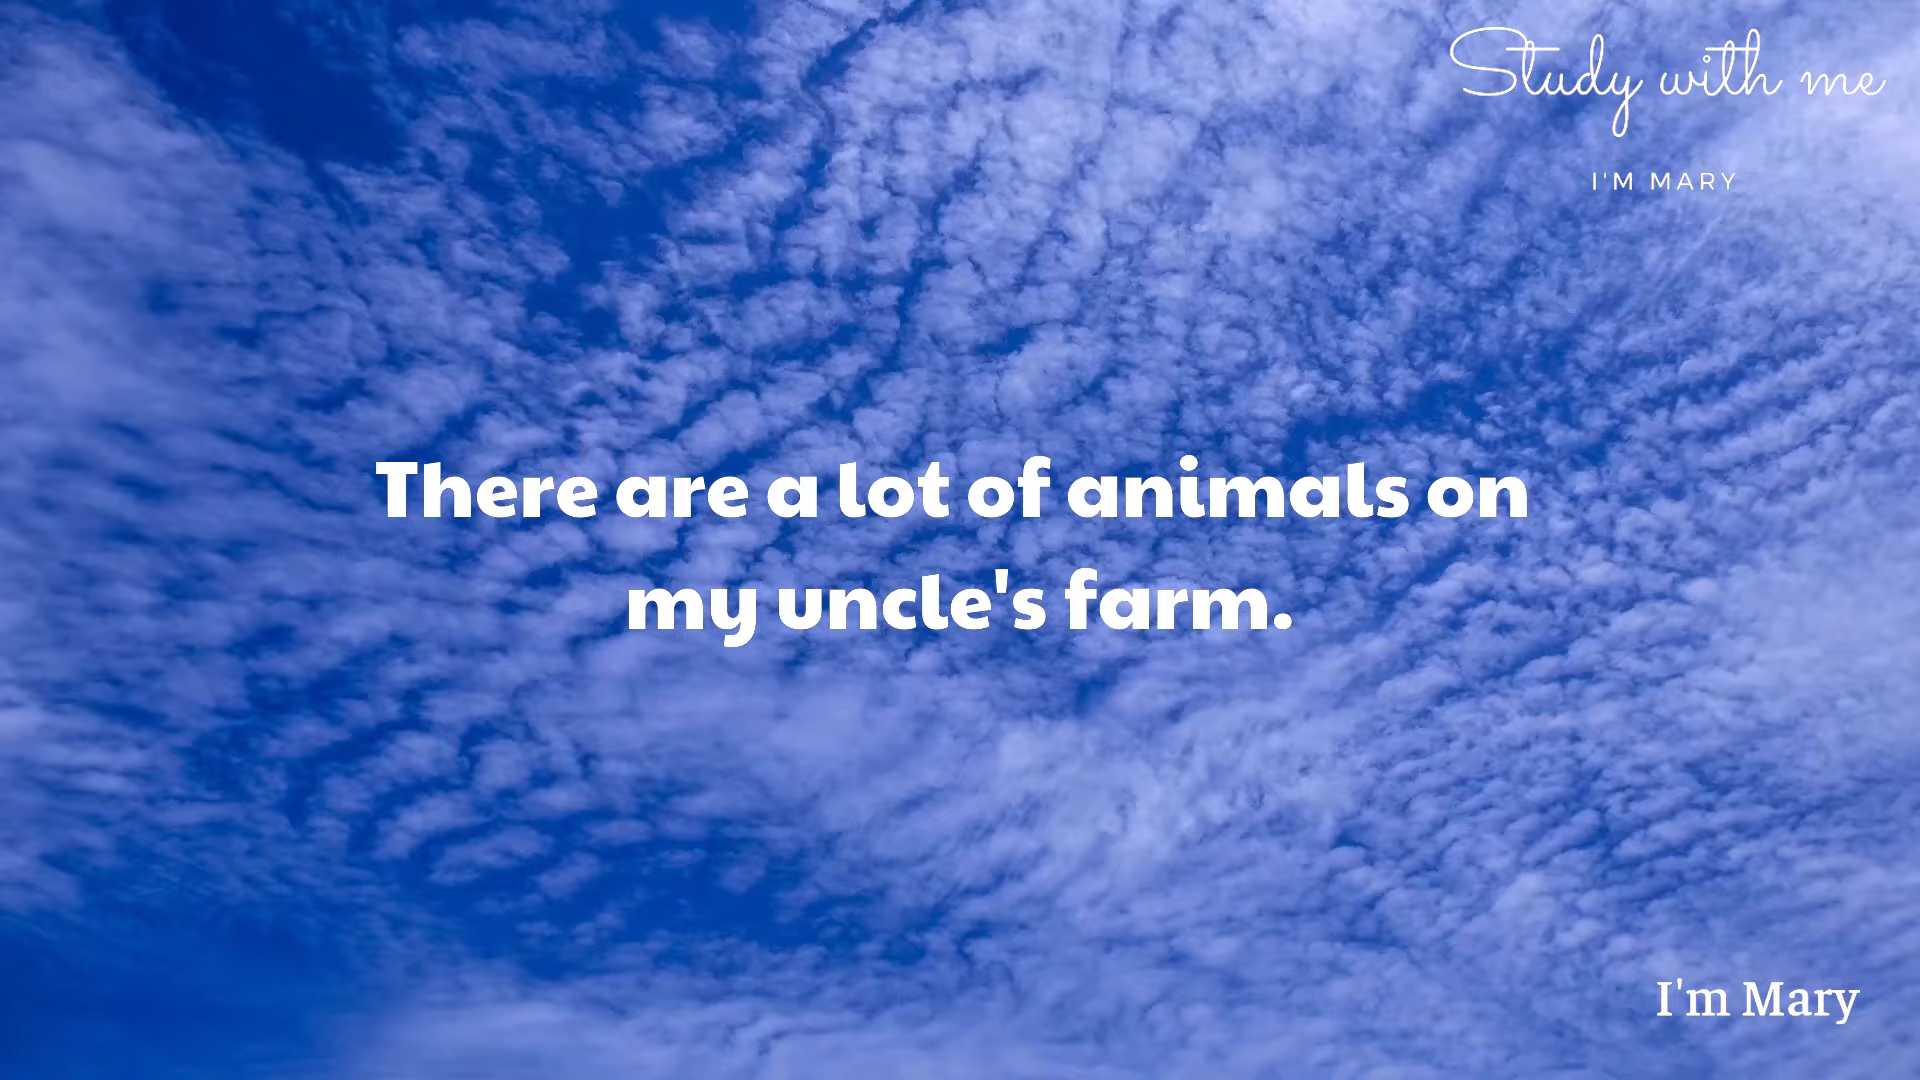 Study with me
I'M MARY
There are a lot of animals on
my uncle's farm.
I'm Mary